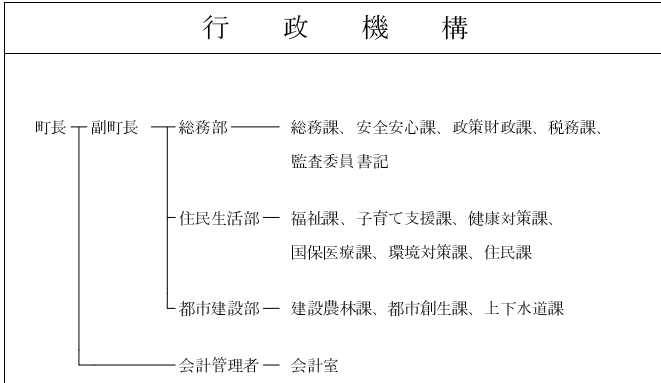 行政機構
町長 副町長 総務部 総務課、安全安心課、政策財政課、税務課、
監査委員書記
住民生活部 福祉課、子育て支援課、健康対策課、
国保医療課、環境対策課、住民課
都市建設部 建設農林課、都市創生課、上下水道課
会計管理者 会計室